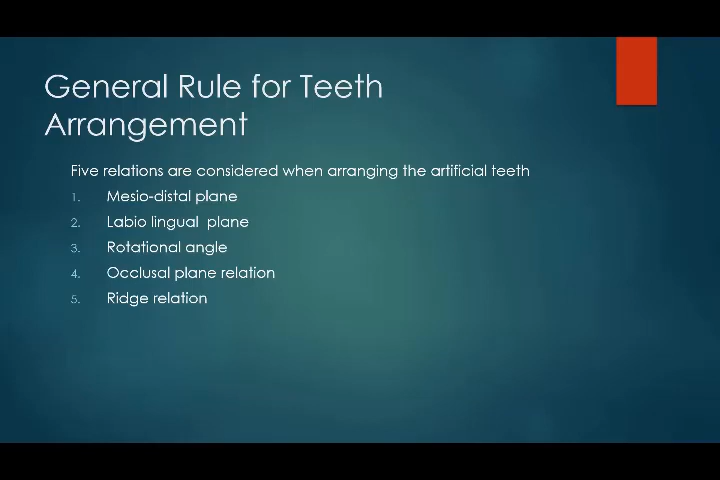 General Rule for Teeth
Arrangement
Five relations are considered when arranging the artificial teeth
1. Mesio-distal plane
2. Labio lingual plane
3. Rotational angle
4. Occlusal plane relation
5. Ridge relation